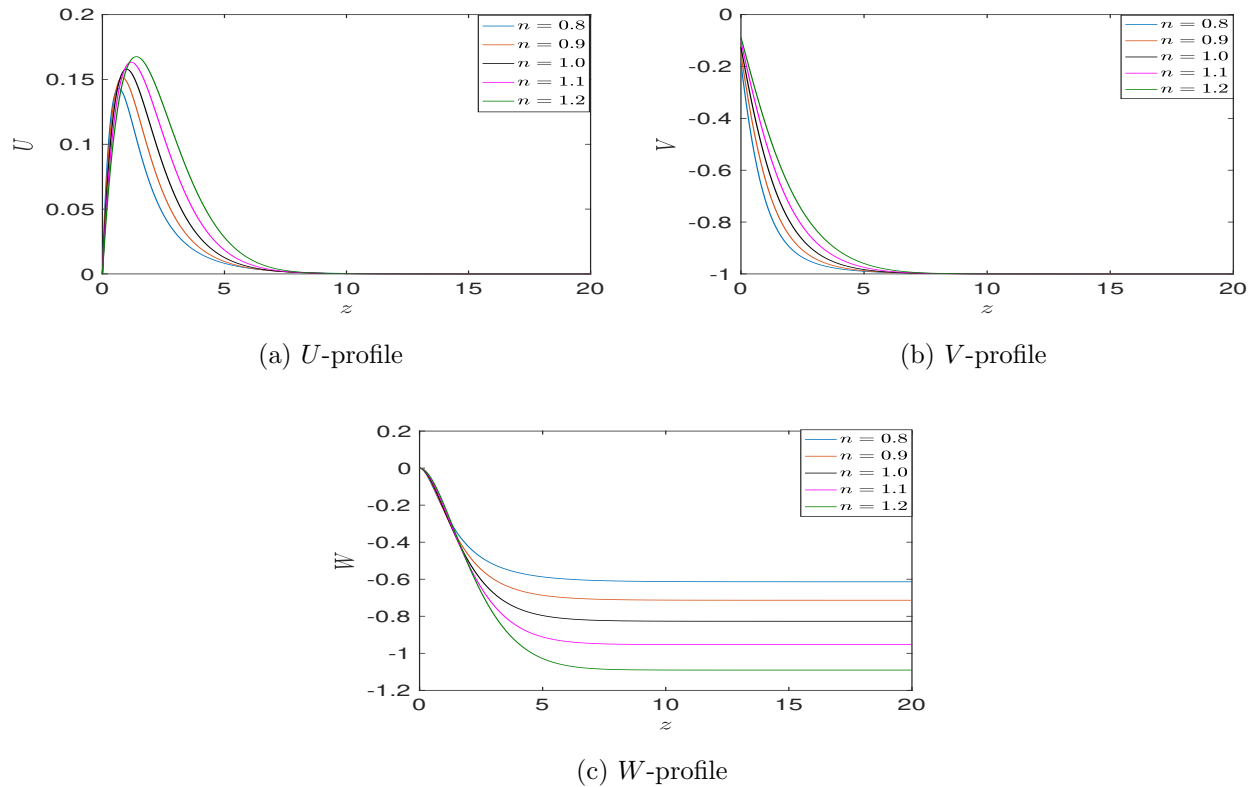 0.2
0.15
0.1
0.05
0
U
0
5
10
15
20
z
n = 0.8
n = 0.9
n = 1.0
n = 1.1
n = 1.2
(a) U-profile
0
-0.2
-0.4
-0.6
-0.8
-1
V
0
5
10
15
20
z
n = 0.8
n = 0.9
n = 1.0
n = 1.1
n = 1.2
(b) V-profile
0.2
0
-0.2
-0.4
-0.6
-0.8
-1
-1.2
W
0
5
10
15
20
z
n = 0.8
n = 0.9
n = 1.0
n = 1.1
n = 1.2
(c) W-profile